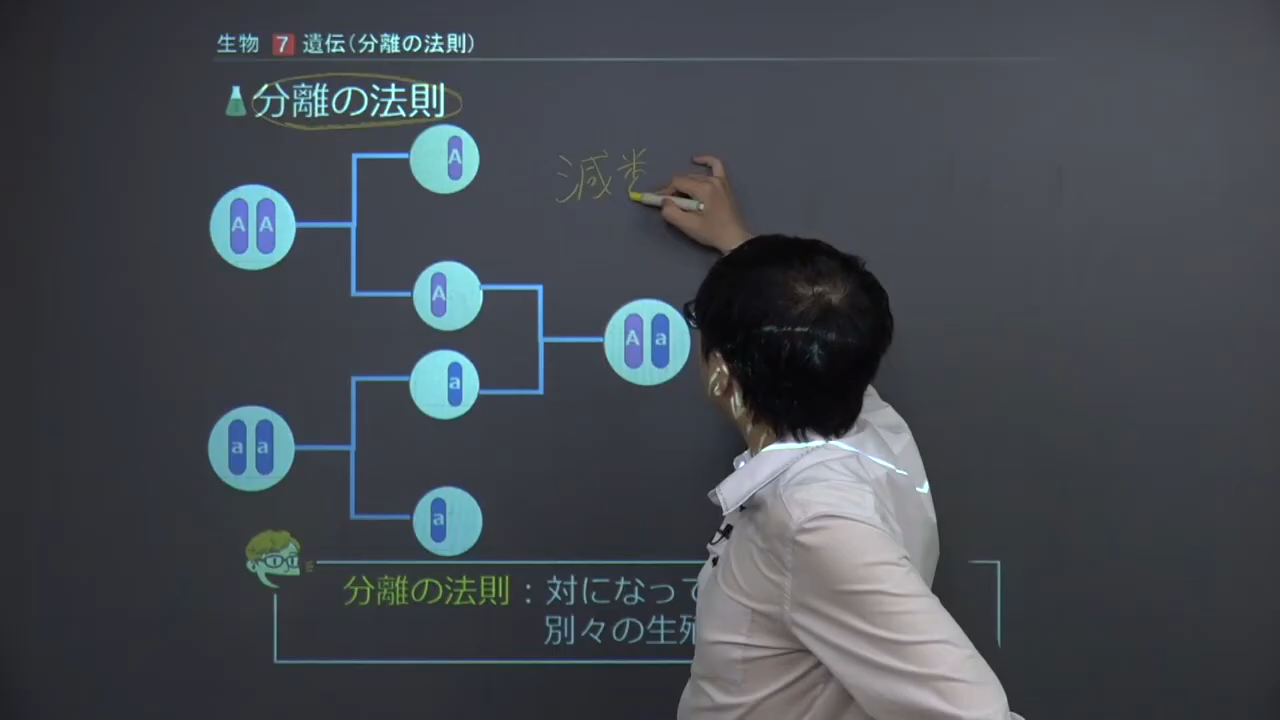 生物 7 遺伝(分離の法則)
分離の法則
A
減
A A
A
A a
a
a a
a
分離の法則 : 対になって
別々の生殖